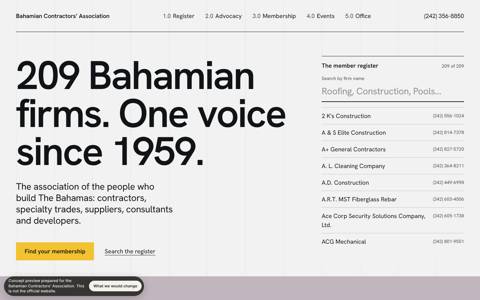 Bahamian Contractors' Association
1.0 Register 2.0 Advocacy 3.0 Membership 4.0 Events 5.0 Office
(242) 356-8850
209 Bahamian
firms. One voice
since 1959.
The association of the people who
build The Bahamas: contractors,
specialty trades, suppliers, consultants
and developers.
Find your membership
Search the register
The member register
209 of 209
Search by firm name
Roofing, Construction, Pools...
2 K's Construction (242) 556-1024
A & S Elite Construction (242) 814-7378
A+ General Contractors (242) 827-5720
A. L. Cleaning Company (242) 364-8211
A.D. Construction (242) 449-6993
A.R.T. MST Fiberglass Rebar (242) 603-4006
Ace Corp Security Solutions Company, (242) 605-1738
Ltd.
ACG Mechanical (242) 801-9501
Concept preview prepared for the
Bahamian Contractors' Association. This
is not the official website.
What we would change